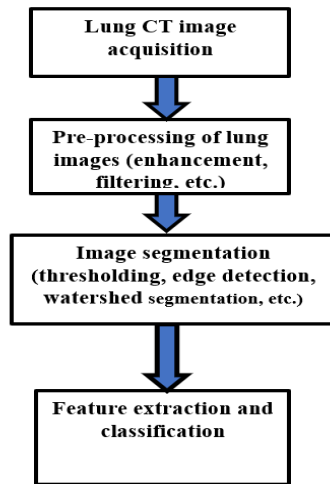 Lung CT image
acquisition
Pre-processing of lung
images (enhancement,
filtering, etc.)
Image segmentation
(thresholding, edge detection,
watershed segmentation, etc.)
Feature extraction and
classification